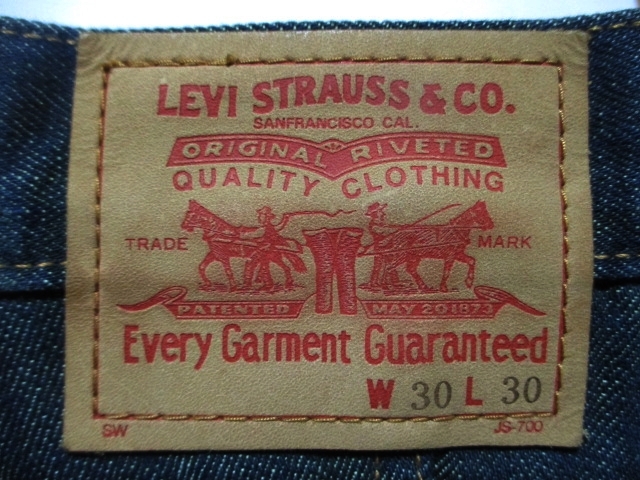 LEVI STRAUSS & CO.
SANFRANCISCO CAL.
ORIGINAL RIVETED
QUALITY CLOTHING
TRADE MARK
PATENTED MAY 20 1873
Every Garment Guaranteed
W 30 L 30
SW JS-700